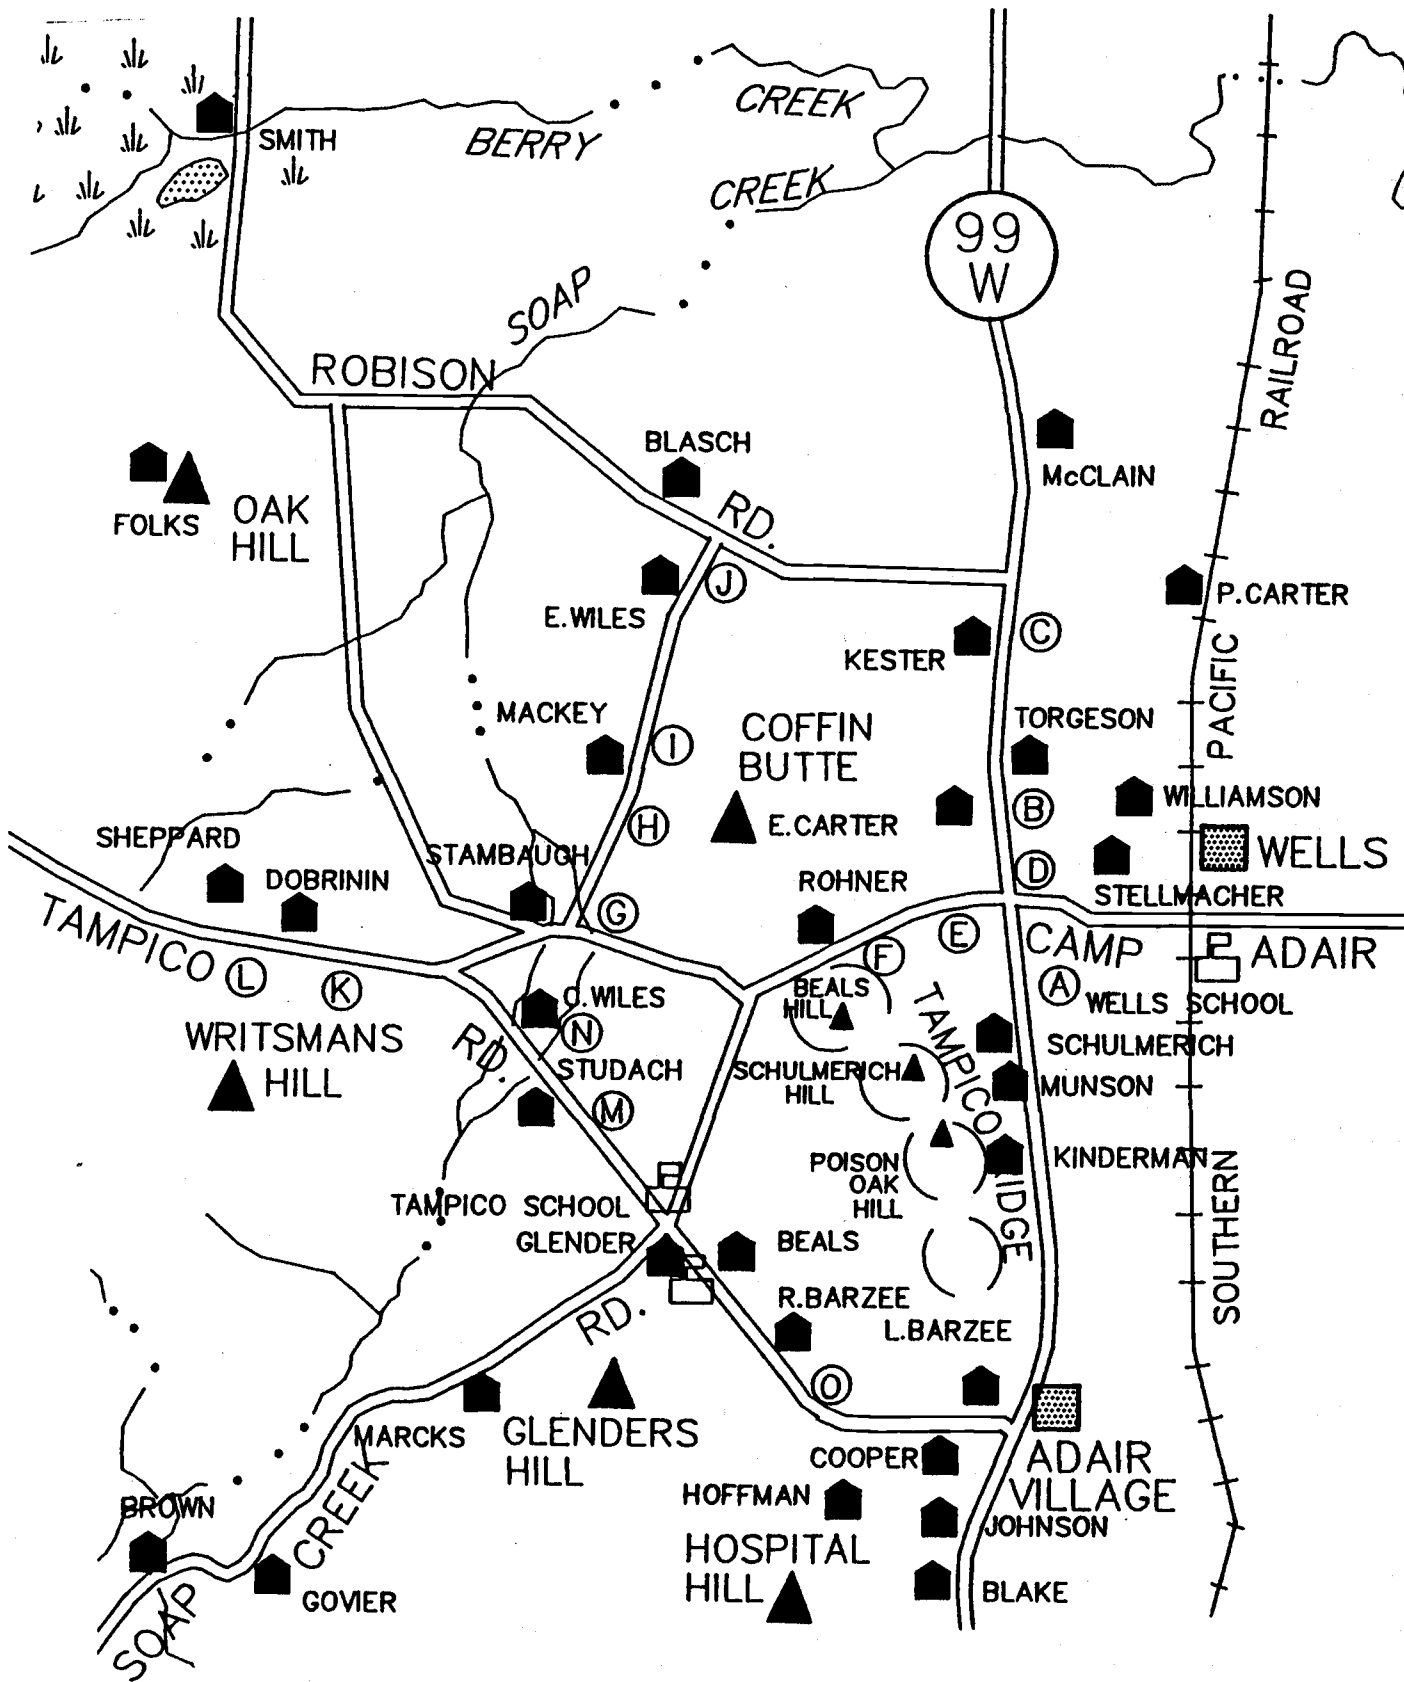 CREEK
BERRY
SMITH
CREEK
99
W
SOAP
RAILROAD
ROBISON
BLASCH
McCLAIN
RD.
FOLKS
OAK
HILL
J
P.CARTER
E.WILES
C
KESTER
PACIFIC
MACKEY
COFFIN
BUTTE
TORGESON
I
WILLIAMSON
B
H
E.CARTER
SHEPPARD
STAMBAUGH
WELLS
D
DOBRININ
ROHNER
STELLMACHER
G
TAMPICO
E
CAMP
ADAIR
F
L
K
A
BEALS
HILL
WELLS SCHOOL
O.WILES
TAMPICO RIDGE
N
WRITSMANS
HILL
RD.
SCHULMERICH
STUDACH
SCHULMERICH
HILL
MUNSON
M
POISON
OAK
HILL
KINDERMAN
TAMPICO SCHOOL
SOUTHERN
GLENDER
BEALS
R.BARZEE
RD.
L.BARZEE
O
MARCKS
GLENDERS
HILL
COOPER
ADAIR
VILLAGE
HOFFMAN
BROWN
CREEK
JOHNSON
HOSPITAL
HILL
BLAKE
GOVIER
SOAP